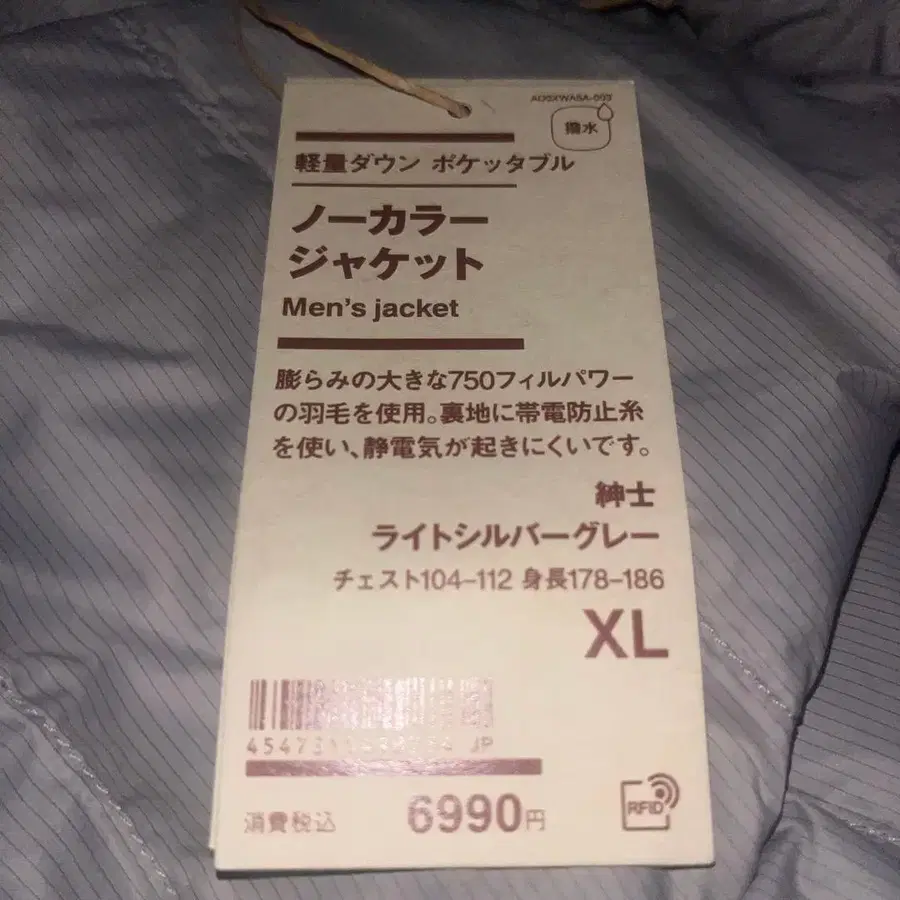 撥水
軽量ダウン ポケッタブル
ノーカラー
ジャケット
Men's jacket
膨らみの大きな750フィルパワー
の羽毛を使用。裏地に帯電防止糸
を使い、静電気が起きにくいです。
紳士
ライトシルバーグレー
チェスト104-112 身長178-186
XL
JP
消費税込 6990円
RFID